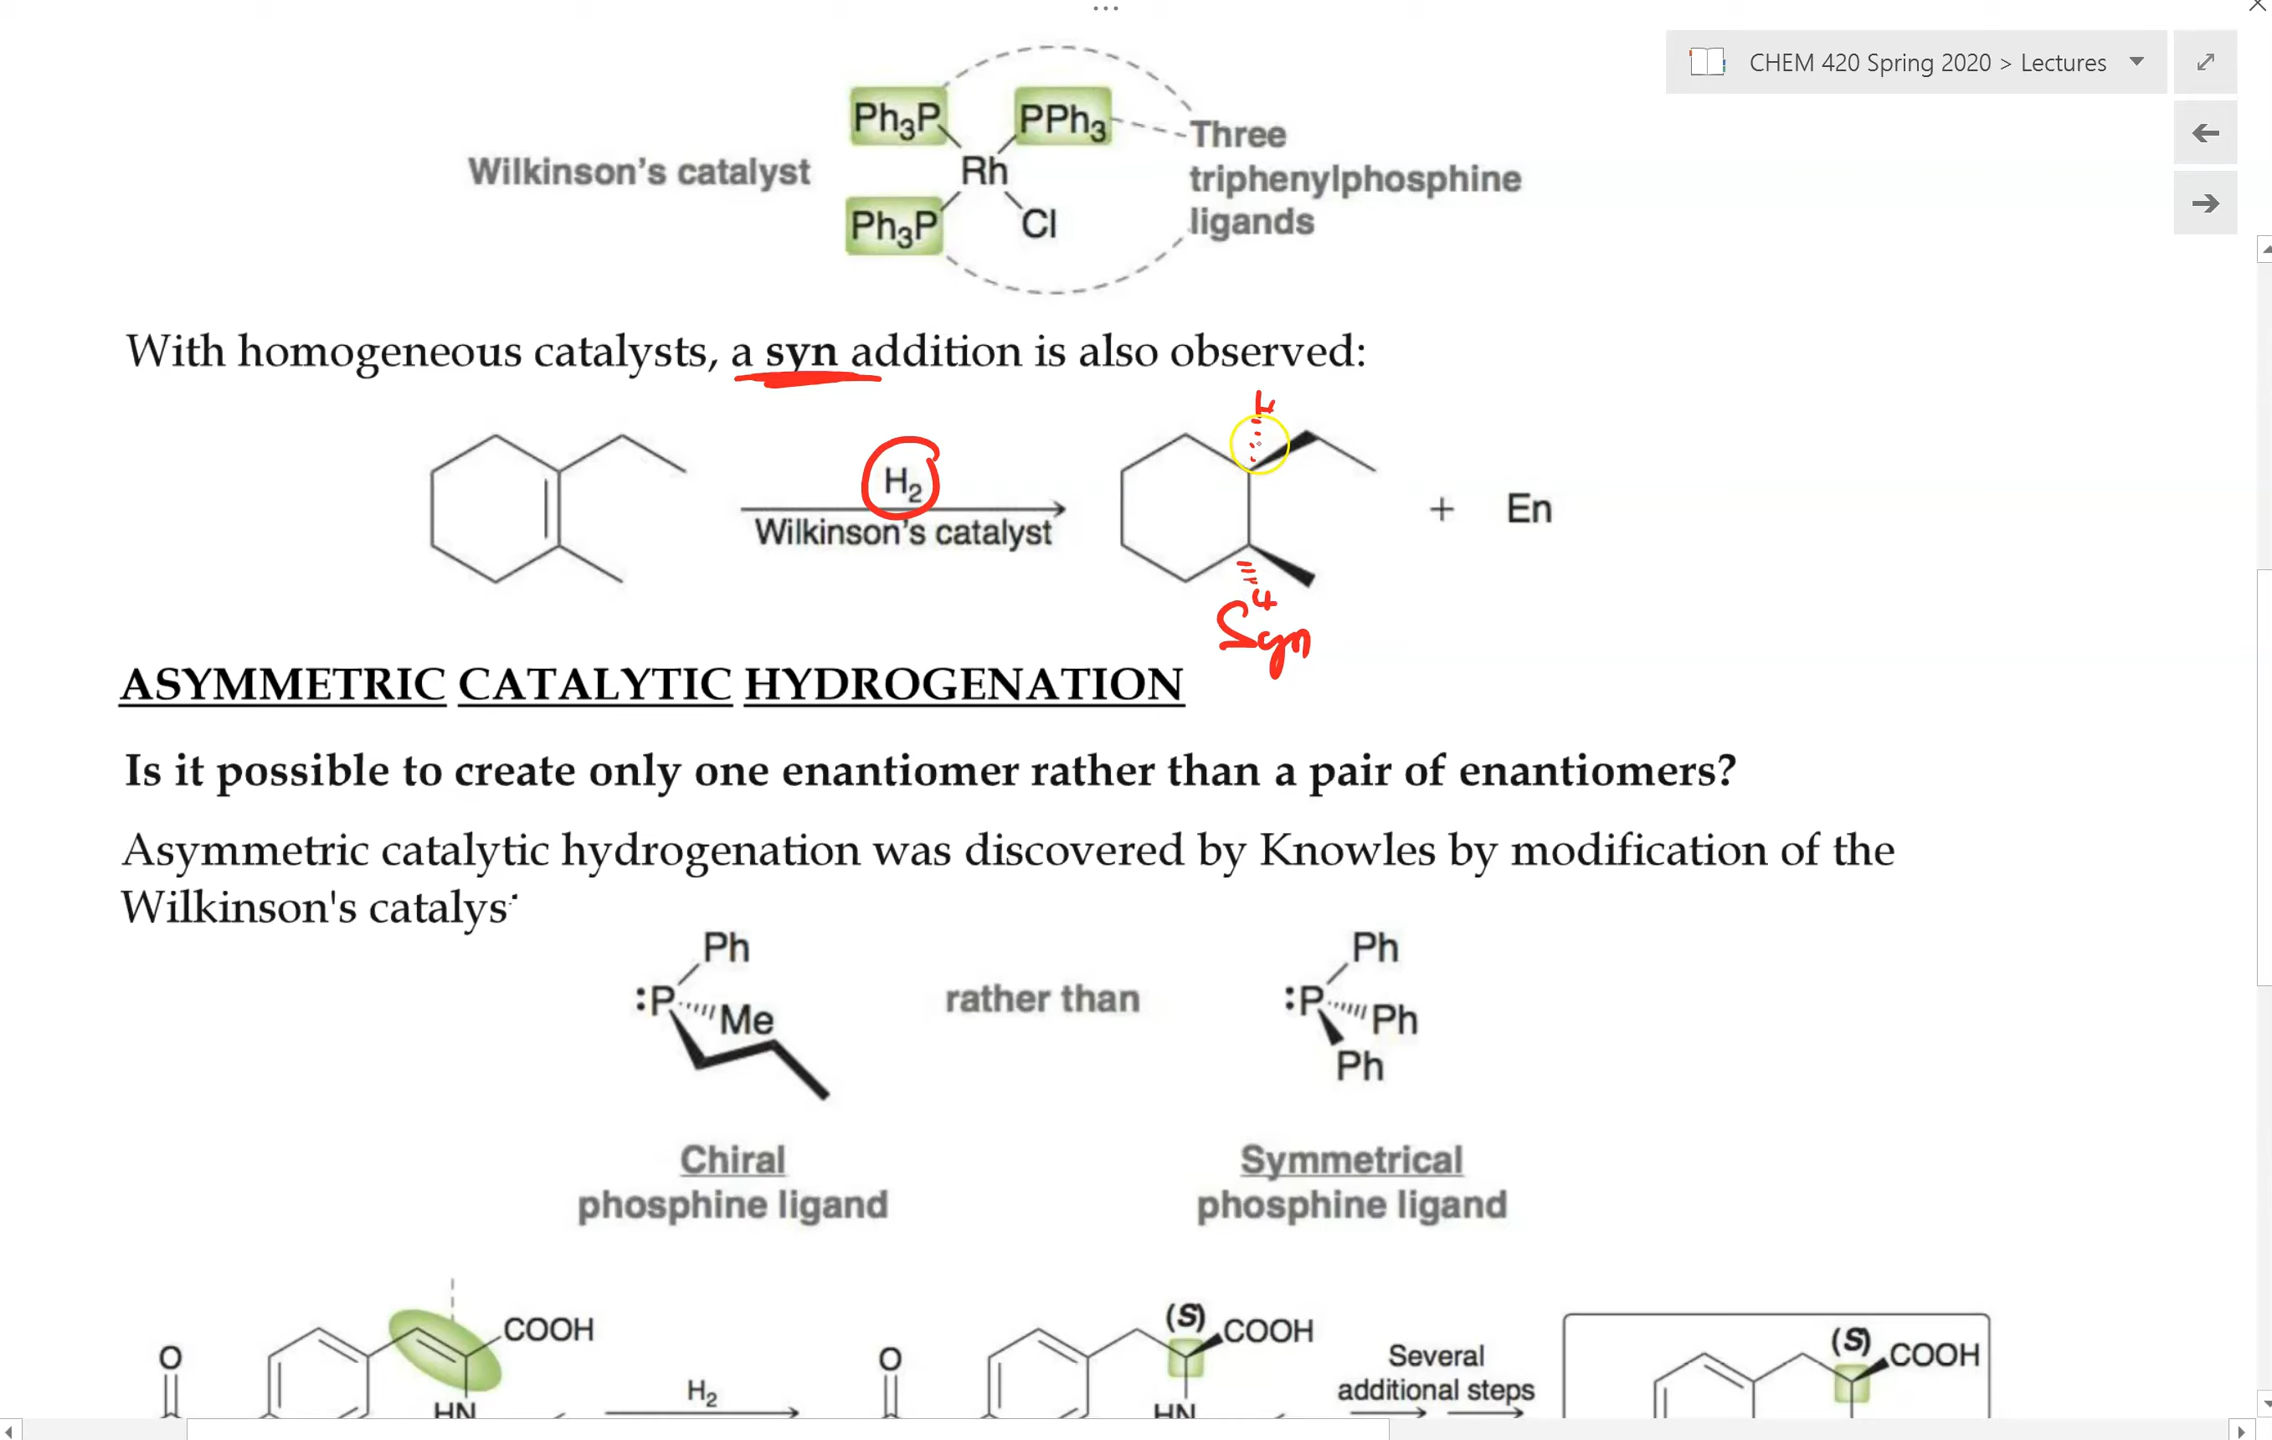 ...
CHEM 420 Spring 2020 > Lectures
Ph3P
PPh3
Three
Wilkinson's catalyst
Rh
triphenylphosphine
Ph3P
Cl
ligands
With homogeneous catalysts, a syn addition is also observed:
H
H2
Wilkinson's catalyst
+ En
H
Syn
ASYMMETRIC CATALYTIC HYDROGENATION
Is it possible to create only one enantiomer rather than a pair of enantiomers?
Asymmetric catalytic hydrogenation was discovered by Knowles by modification of the
Wilkinson's catalys
Ph
Ph
:P
Me
rather than
:P
Ph
Ph
Chiral
phosphine ligand
Symmetrical
phosphine ligand
O
COOH
HN
H2
O
(S)
COOH
HN
Several
additional steps
(S)
COOH